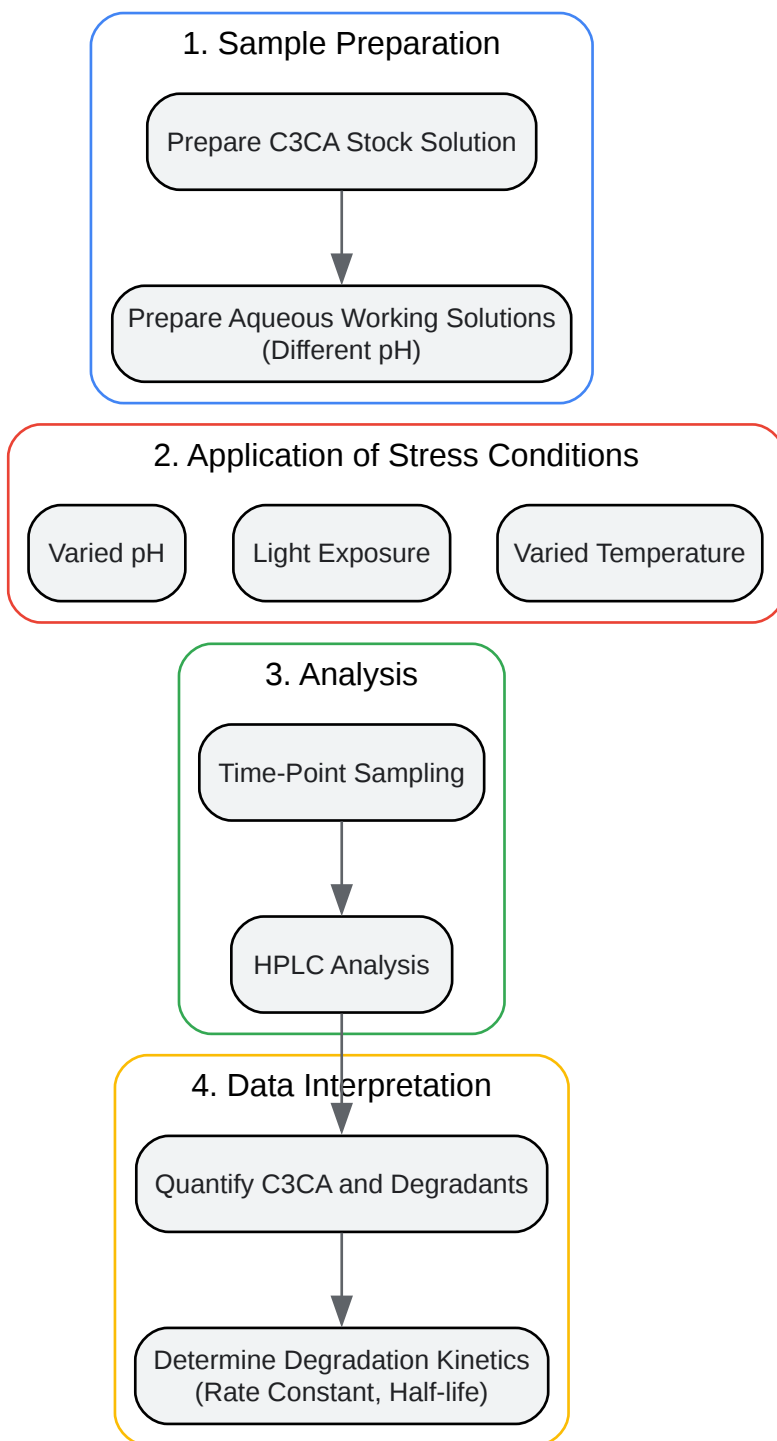 1. Sample Preparation
Prepare C3CA Stock Solution
Prepare Aqueous Working Solutions
(Different pH)
2. Application of Stress Conditions
Varied pH
Light Exposure
Varied Temperature
3. Analysis
Time-Point Sampling
HPLC Analysis
4. Data Interpretation
Quantify C3CA and Degradants
Determine Degradation Kinetics
(Rate Constant, Half-life)